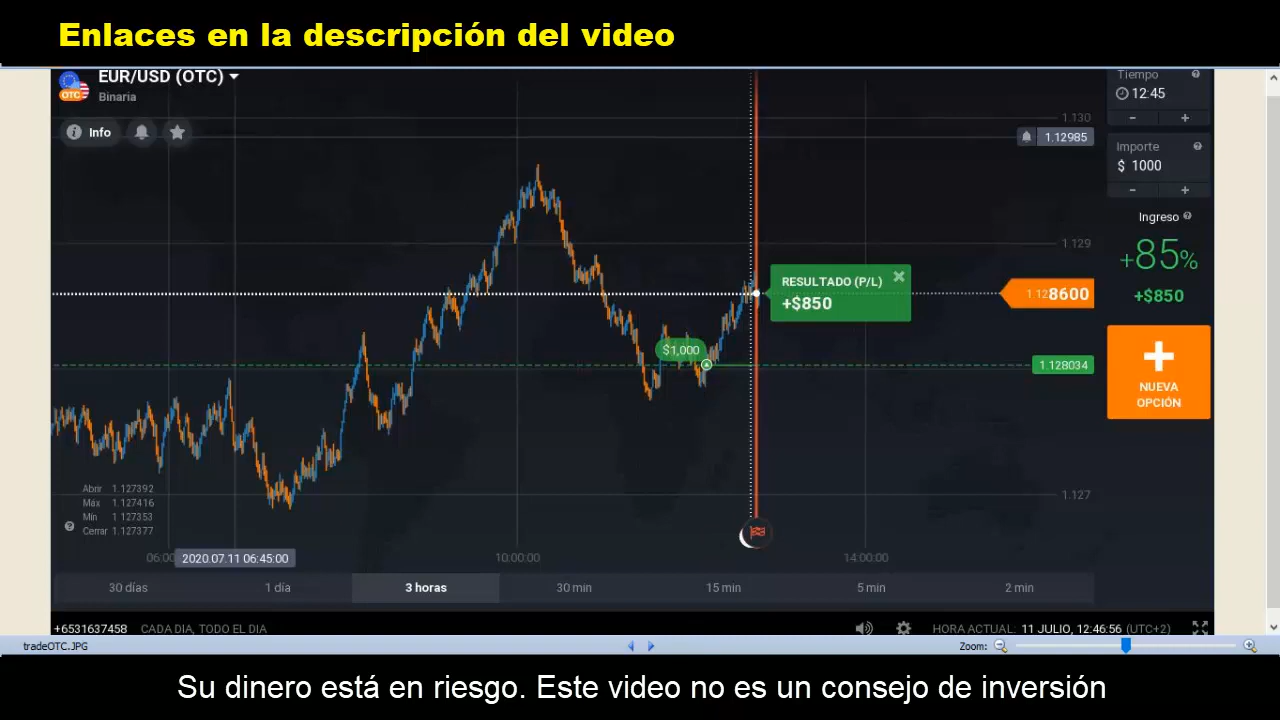 Enlaces en la descripción del video
EUR/USD (OTC)
OTC
Binaria
Info
Tiempo
12:45
Importe
$ 1000
Ingreso
+85%
+$850
NUEVA
OPCIÓN
1.130
1.12985
1.129
1.128600
1.128034
1.127
RESULTADO (P/L)
+$850
$1,000
Abrir 1.127392
Máx 1.127416
Mín 1.127353
Cerrar 1.127377
06:00
2020.07.11 06:45:00
10:00:00
14:00:00
30 días
1 día
3 horas
30 min
15 min
5 min
2 min
+6531637458 CADA DIA, TODO EL DIA
HORA ACTUAL: 11 JULIO, 12:46:56 (UTC+2)
tradeOTC.JPG
Zoom:
Su dinero está en riesgo. Este video no es un consejo de inversión